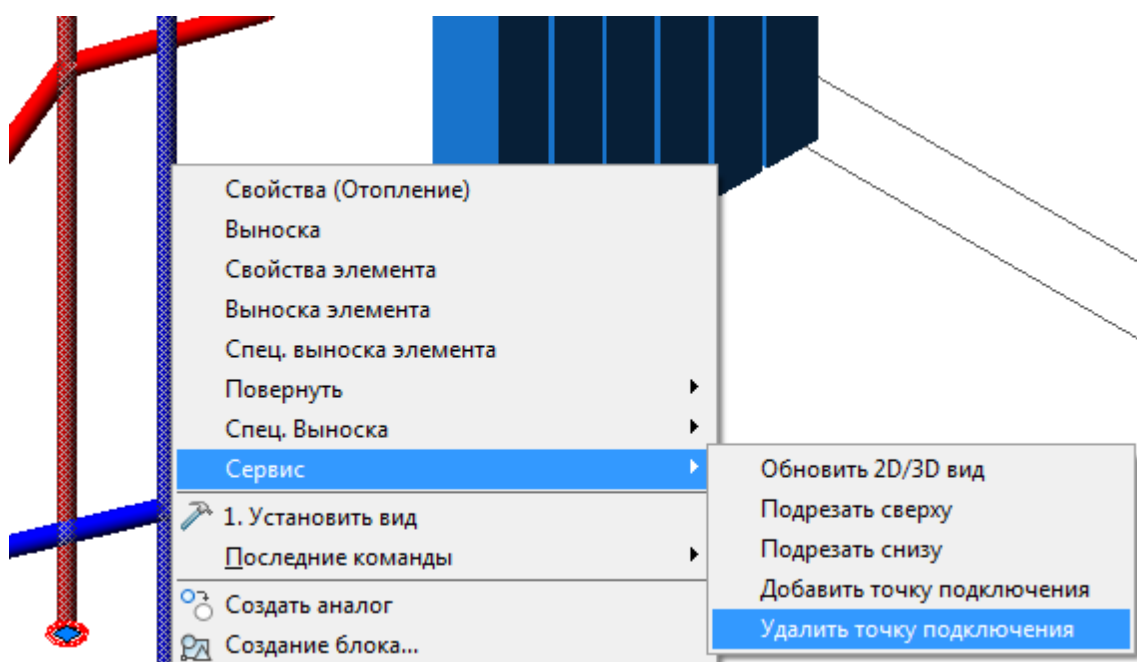 Свойства (Отопление)
Выноска
Свойства элемента
Выноска элемента
Спец. выноска элемента
Повернуть
Спец. Выноска
Сервис
1. Установить вид
Последние команды
Создать аналог
Создание блока...
Обновить 2D/3D вид
Подрезать сверху
Подрезать снизу
Добавить точку подключения
Удалить точку подключения